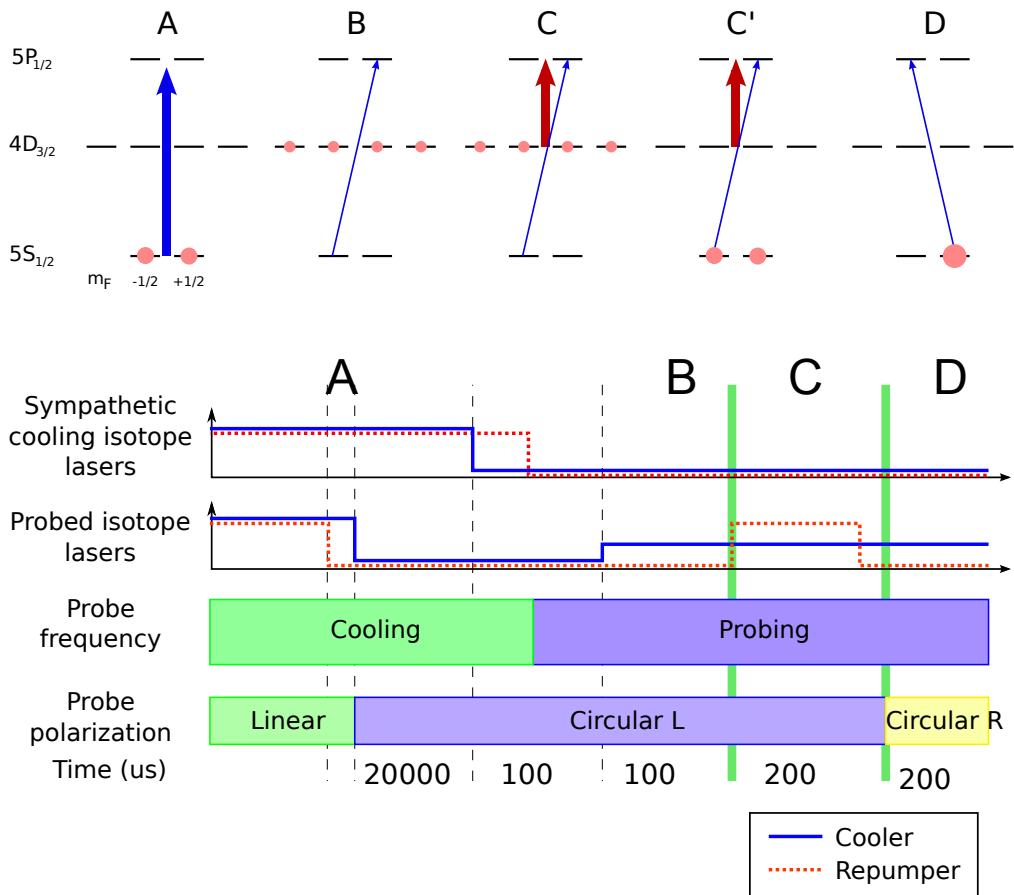 A B C C' D
5P1/2
4D3/2
5S1/2
mF -1/2 +1/2
A B C D
Sympathetic
cooling isotope
lasers
Probed isotope
lasers
Probe
frequency
Cooling Probing
Probe
polarization
Linear Circular L Circular R
Time (us) 20000 100 100 200 200
Cooler
Repumper